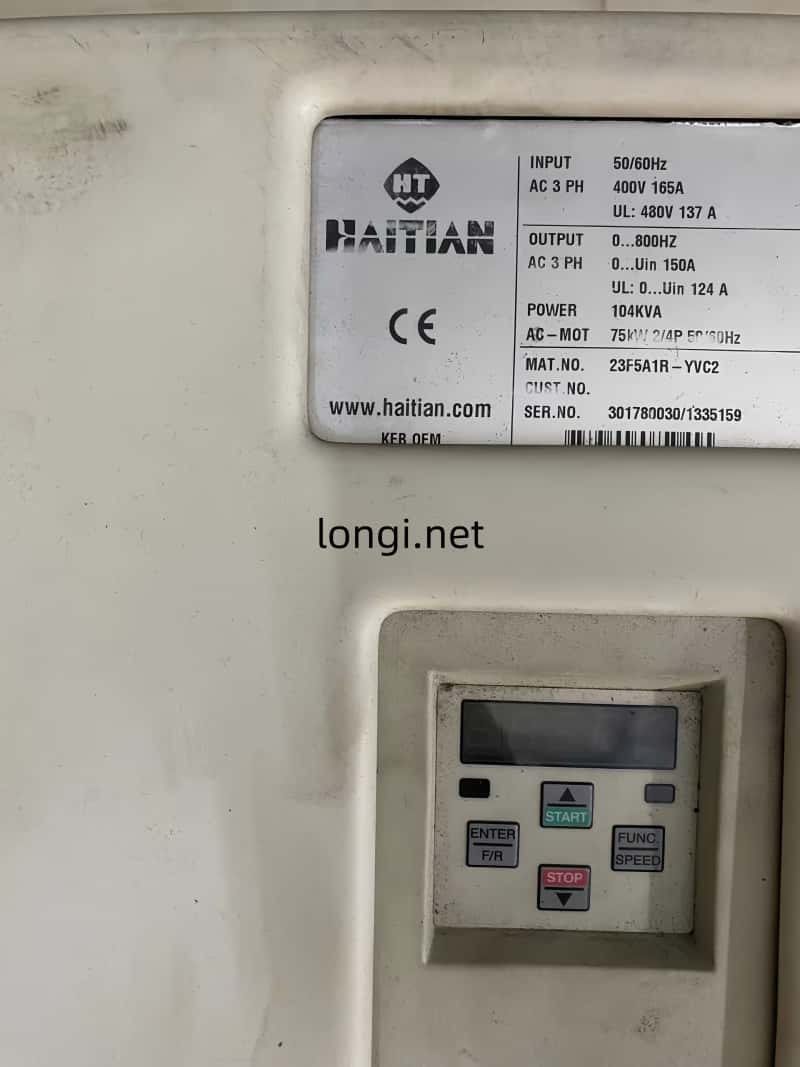 HT
HAITIAN
CE
www.haitian.com
KEB OEM
INPUT 50/60Hz
AC 3 PH 400V 165A
UL: 480V 137 A
OUTPUT 0...800HZ
AC 3 PH 0...Uin 150A
UL: 0...Uin 124 A
POWER 104KVA
AC-MOT 75kW 2/4P 50/60Hz
MAT.NO. 23F5A1R-YVC2
CUST.NO.
SER.NO. 301780030/1335159
longi.net
START
ENTER
F/R
FUNC.
SPEED
STOP